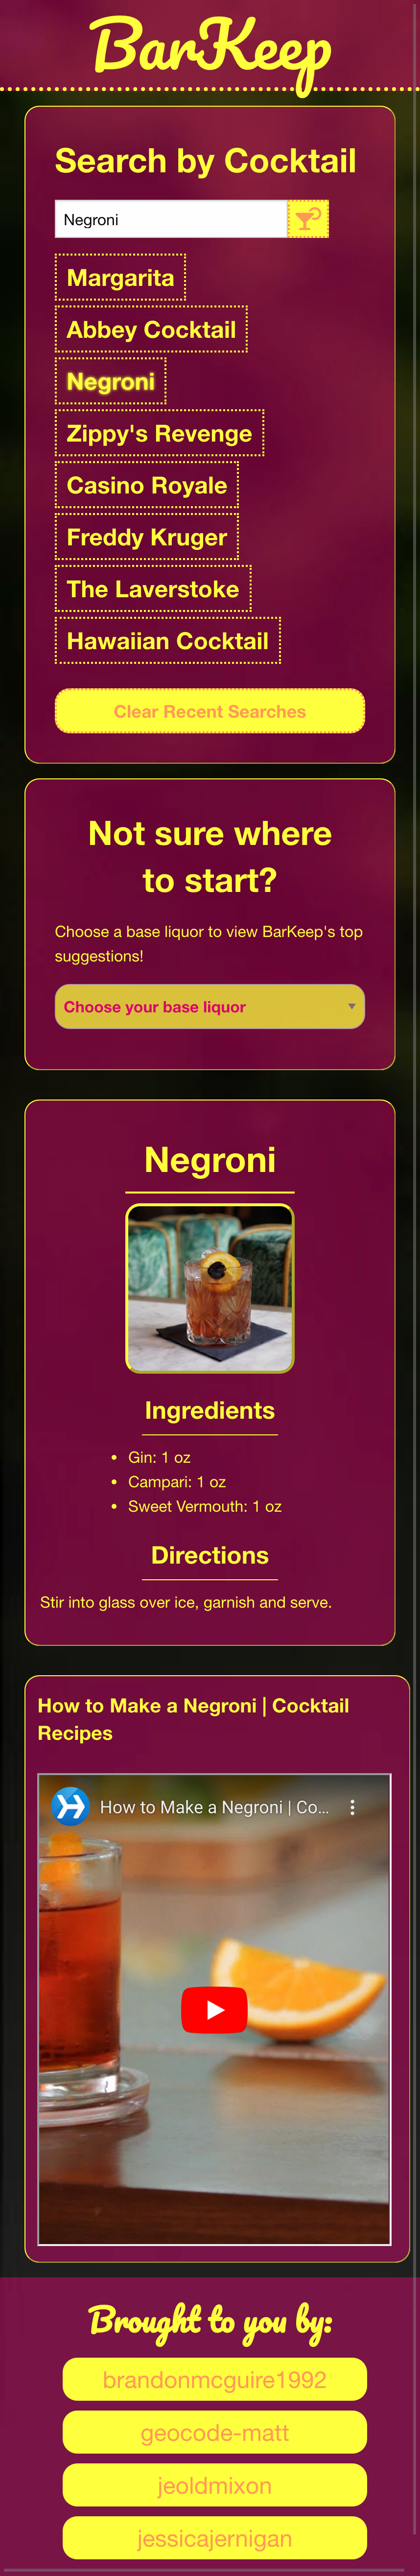 BarKeep
Search by Cocktail
Negroni
Margarita
Abbey Cocktail
Negroni
Zippy's Revenge
Casino Royale
Freddy Kruger
The Laverstoke
Hawaiian Cocktail
Clear Recent Searches
Not sure where
to start?
Choose a base liquor to view BarKeep's top
suggestions!
Choose your base liquor
Negroni
Ingredients
• Gin: 1 oz
• Campari: 1 oz
• Sweet Vermouth: 1 oz
Directions
Stir into glass over ice, garnish and serve.
How to Make a Negroni | Cocktail
Recipes
How to Make a Negroni | Co...
Brought to you by:
brandonmcguire1992
geocode-matt
jeoldmixon
jessicajernigan